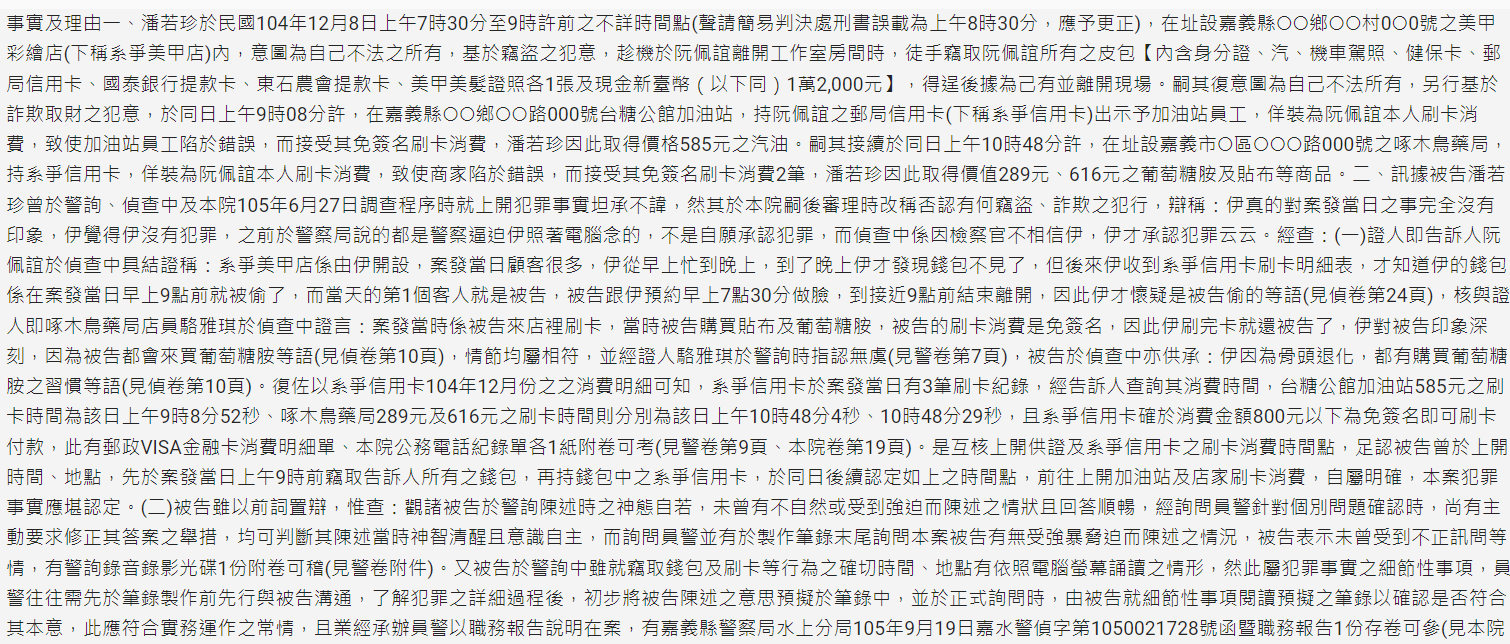 事實及理由一、潘若珍於民國104年12月8日上午7時30分至9時許前之不詳時間點(聲請簡易判決處刑書誤載為上午8時30分，應予更正)，在址設嘉義縣○○鄉○○村0○0號之美甲
彩繪店(下稱系爭美甲店)內，意圖為自己不法之所有，基於竊盜之犯意，趁機於阮佩誼離開工作室房間時，徒手竊取阮佩誼所有之皮包【內含身分證、汽、機車駕照、健保卡、郵
局信用卡、國泰銀行提款卡、東石農會提款卡、美甲美髮證照各1張及現金新臺幣（以下同）1萬2,000元】，得逞後據為己有並離開現場。嗣其復意圖為自己不法所有，另行基於
詐欺取財之犯意，於同日上午9時08分許，在嘉義縣○○鄉○○路000號台糖公館加油站，持阮佩誼之郵局信用卡(下稱系爭信用卡)出示予加油站員工，佯裝為阮佩誼本人刷卡消
費，致使加油站員工陷於錯誤，而接受其免簽名刷卡消費，潘若珍因此取得價格585元之汽油。嗣其接續於同日上午10時48分許，在址設嘉義市○區○○○路000號之啄木鳥藥局，
持系爭信用卡，佯裝為阮佩誼本人刷卡消費，致使商家陷於錯誤，而接受其免簽名刷卡消費2筆，潘若珍因此取得價值289元、616元之葡萄糖胺及貼布等商品。二、訊據被告潘若
珍曾於警詢、偵查中及本院105年6月27日調查程序時就上開犯罪事實坦承不諱，然其於本院嗣後審理時改稱否認有何竊盜、詐欺之犯行，辯稱：伊真的對案發當日之事完全沒有
印象，伊覺得伊沒有犯罪，之前於警察局說的都是警察逼迫伊照著電腦念的，不是自願承認犯罪，而偵查中係因檢察官不相信伊，伊才承認犯罪云云。經查：(一)證人即告訴人阮
佩誼於偵查中具結證稱：系爭美甲店係由伊開設，案發當日顧客很多，伊從早上忙到晚上，到了晚上伊才發現錢包不見了，但後來伊收到系爭信用卡刷卡明細表，才知道伊的錢包
係在案發當日早上9點前就被偷了，而當天的第1個客人就是被告，被告跟伊預約早上7點30分做臉，到接近9點前結束離開，因此伊才懷疑是被告偷的等語(見偵卷第24頁)，核與證
人即啄木鳥藥局店員駱雅琪於偵查中證言：案發當時係被告來店裡刷卡，當時被告購買貼布及葡萄糖胺，被告的刷卡消費是免簽名，因此伊刷完卡就還被告了，伊對被告印象深
刻，因為被告都會來買葡萄糖胺等語(見偵卷第10頁)，情節均屬相符，並經證人駱雅琪於警詢時指認無虞(見警卷第7頁)，被告於偵查中亦供承：伊因為骨頭退化，都有購買葡萄糖
胺之習慣等語(見偵卷第10頁)。復佐以系爭信用卡104年12月份之之消費明細可知，系爭信用卡於案發當日有3筆刷卡紀錄，經告訴人查詢其消費時間，台糖公館加油站585元之刷
卡時間為該日上午9時8分52秒、啄木鳥藥局289元及616元之刷卡時間則分別為該日上午10時48分4秒、10時48分29秒，且系爭信用卡確於消費金額800元以下為免簽名即可刷卡
付款，此有郵政VISA金融卡消費明細單、本院公務電話紀錄單各1紙附卷可考(見警卷第9頁、本院卷第19頁)。是互核上開供證及系爭信用卡之刷卡消費時間點，足認被告曾於上開
時間、地點，先於案發當日上午9時前竊取告訴人所有之錢包，再持錢包中之系爭信用卡，於同日後續認定如上之時間點，前往上開加油站及店家刷卡消費，自屬明確，本案犯罪
事實應堪認定。(二)被告雖以前詞置辯，惟查：觀諸被告於警詢陳述時之神態自若，未曾有不自然或受到強迫而陳述之情狀且回答順暢，經詢問員警針對個別問題確認時，尚有主
動要求修正其答案之舉措，均可判斷其陳述當時神智清醒且意識自主，而詢問員警並有於製作筆錄末尾詢問本案被告有無受強暴脅迫而陳述之情況，被告表示未曾受到不正訊問等
情，有警詢錄音錄影光碟1份附卷可稽(見警卷附件)。又被告於警詢中雖就竊取錢包及刷卡等行為之確切時間、地點有依照電腦螢幕誦讀之情形，然此屬犯罪事實之細節性事項，員
警往往需先於筆錄製作前先行與被告溝通，了解犯罪之詳細過程後，初步將被告陳述之意思預擬於筆錄中，並於正式詢問時，由被告就細節性事項閱讀預擬之筆錄以確認是否符合
其本意，此應符合實務運作之常情，且業經承辦員警以職務報告說明在案，有嘉義縣警察局水上分局105年9月19日嘉水警偵字第1050021728號函暨職務報告1份存卷可參(見本院